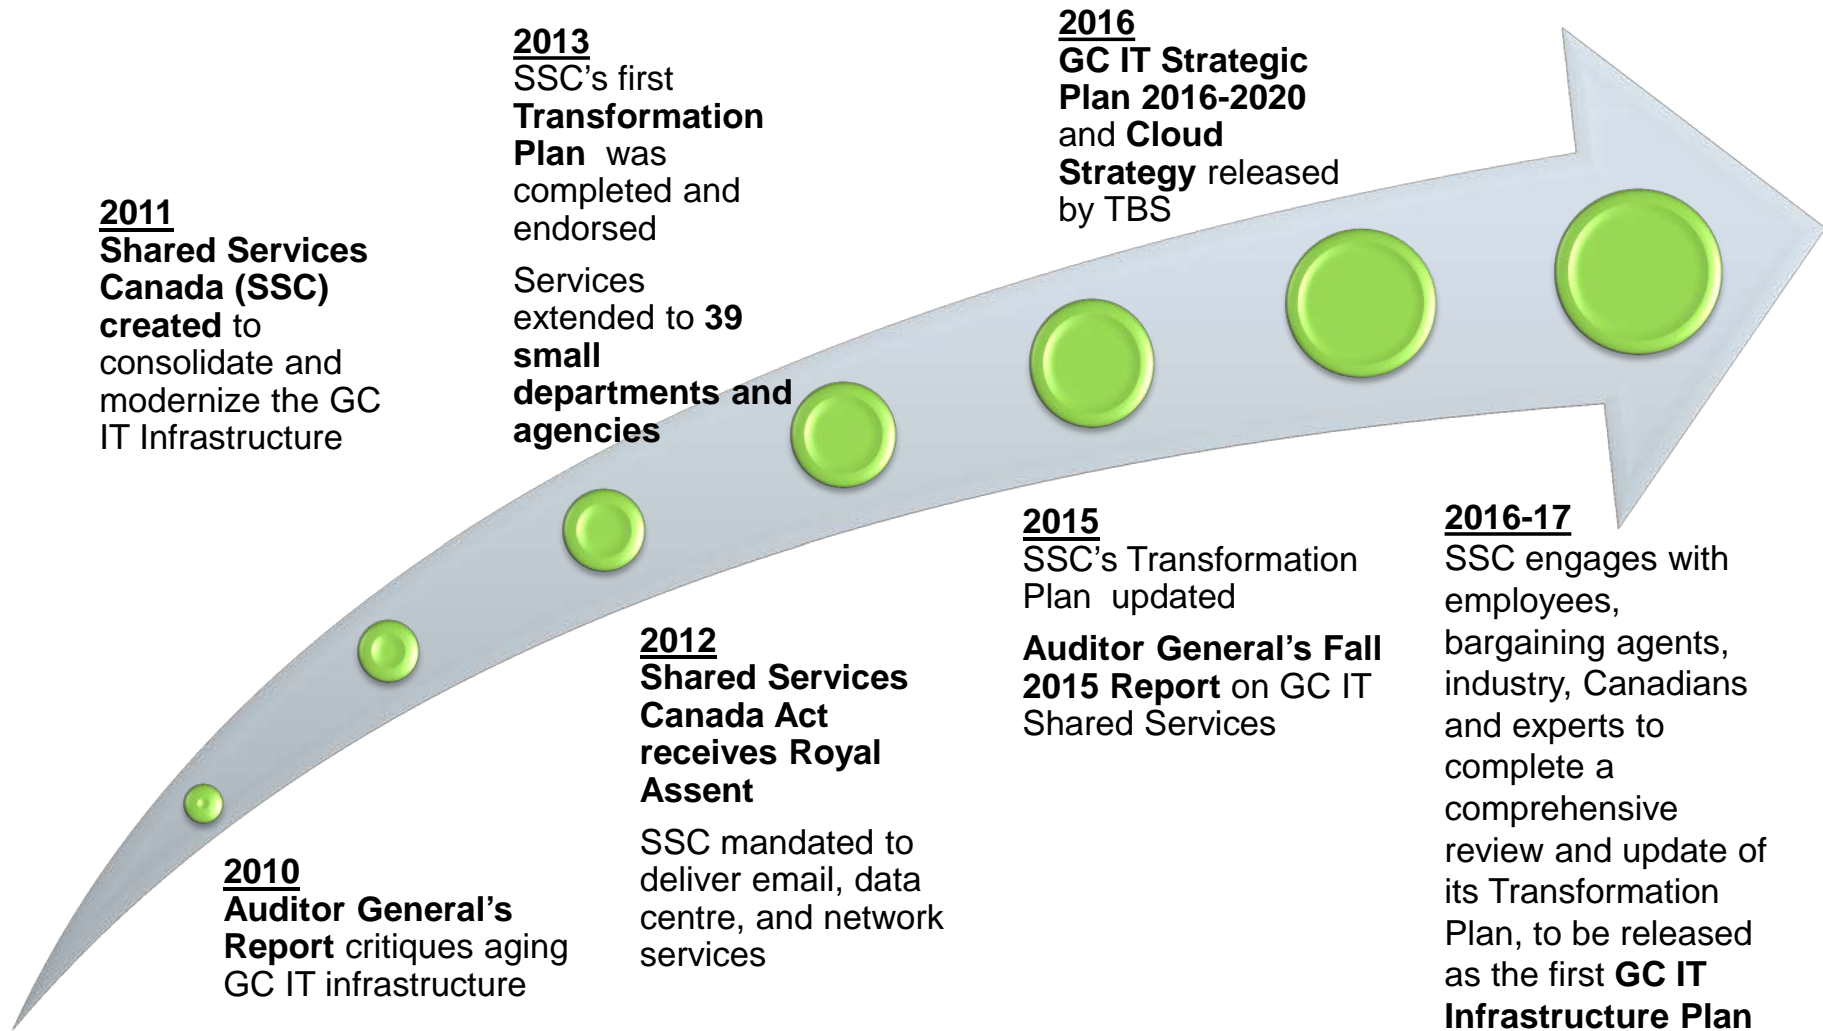 2010
Auditor General’s
Report critiques aging
GC IT infrastructure
2011
Shared Services
Canada (SSC)
created to
consolidate and
modernize the GC
IT Infrastructure
2012
Shared Services
Canada Act
receives Royal
Assent
SSC mandated to
deliver email, data
centre, and network
services
2013
SSC’s first
Transformation
Plan was
completed and
endorsed
Services
extended to 39
small
departments and
agencies
2015
SSC’s Transformation
Plan updated
Auditor General’s Fall
2015 Report on GC IT
Shared Services
2016
GC IT Strategic
Plan 2016-2020
and Cloud
Strategy released
by TBS
2016-17
SSC engages with
employees,
bargaining agents,
industry, Canadians
and experts to
complete a
comprehensive
review and update of
its Transformation
Plan, to be released
as the first GC IT
Infrastructure Plan